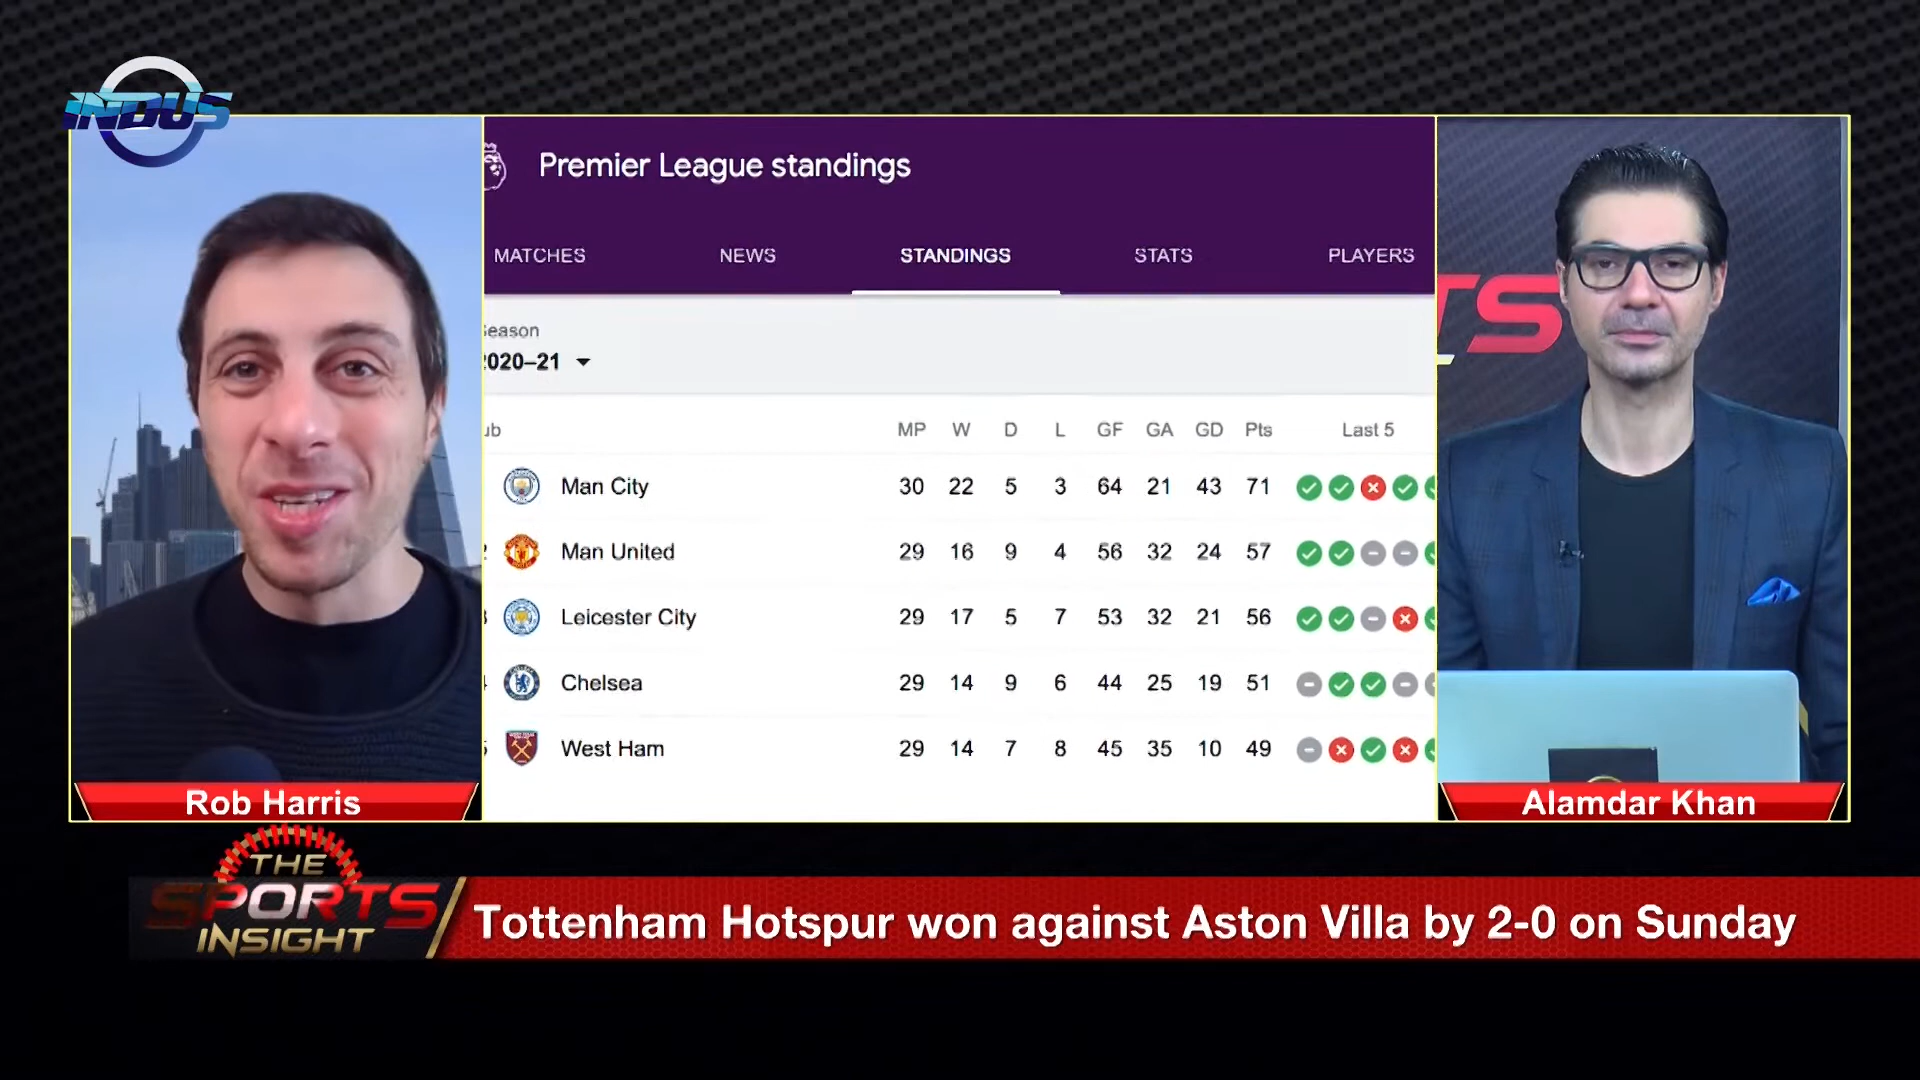 INDUS
Premier League standings
MATCHES NEWS STANDINGS STATS PLAYERS
Season
2020–21
ub MP W D L GF GA GD Pts Last 5
Man City 30 22 5 3 64 21 43 71
Man United 29 16 9 4 56 32 24 57
Leicester City 29 17 5 7 53 32 21 56
Chelsea 29 14 9 6 44 25 19 51
West Ham 29 14 7 8 45 35 10 49
TS
Rob Harris
Alamdar Khan
THE
SPORTS
INSIGHT
Tottenham Hotspur won against Aston Villa by 2-0 on Sunday